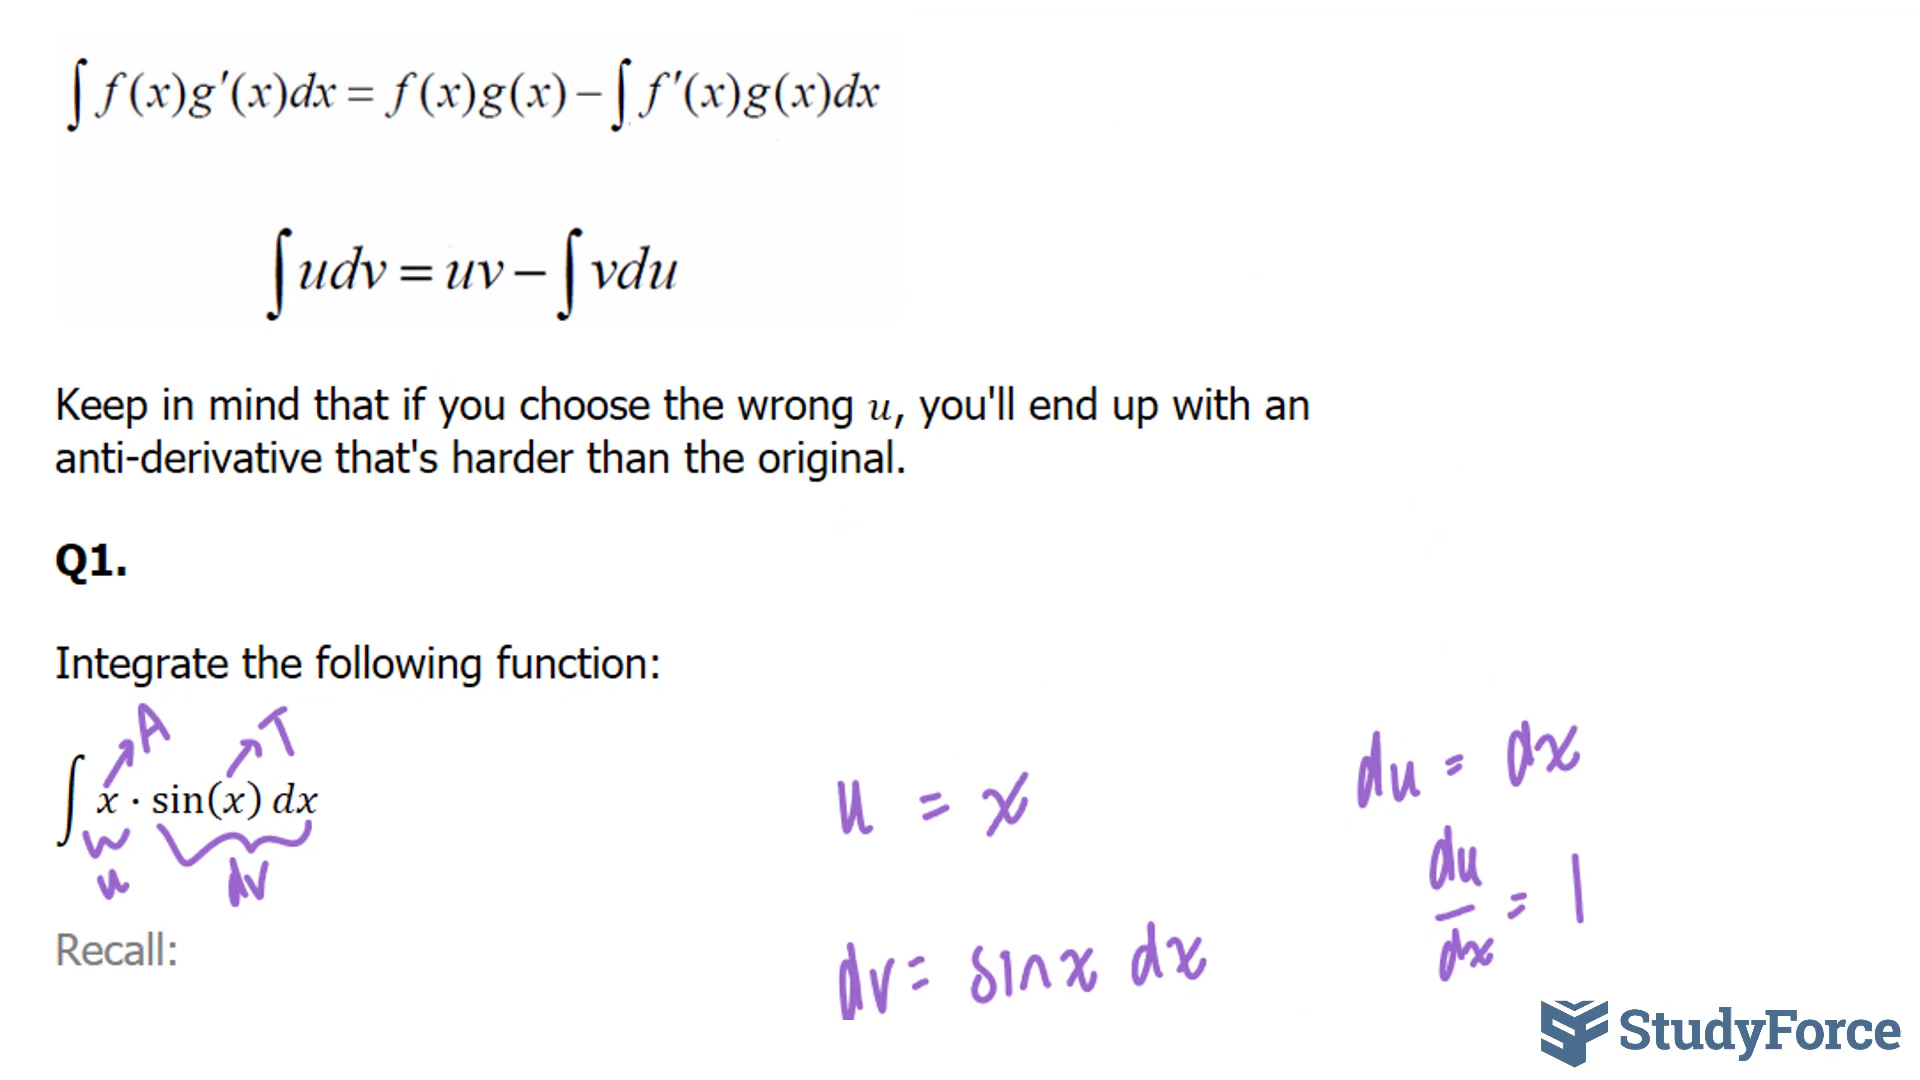 ∫ f(x)g'(x)dx = f(x)g(x) − ∫ f'(x)g(x)dx
∫ udv = uv − ∫ vdu
Keep in mind that if you choose the wrong u, you'll end up with an
anti-derivative that's harder than the original.
Q1.
Integrate the following function:
A T
∫ x · sin(x) dx
u dv
u = x
du = dx
du/dx = 1
dv = sinx dx
Recall:
StudyForce